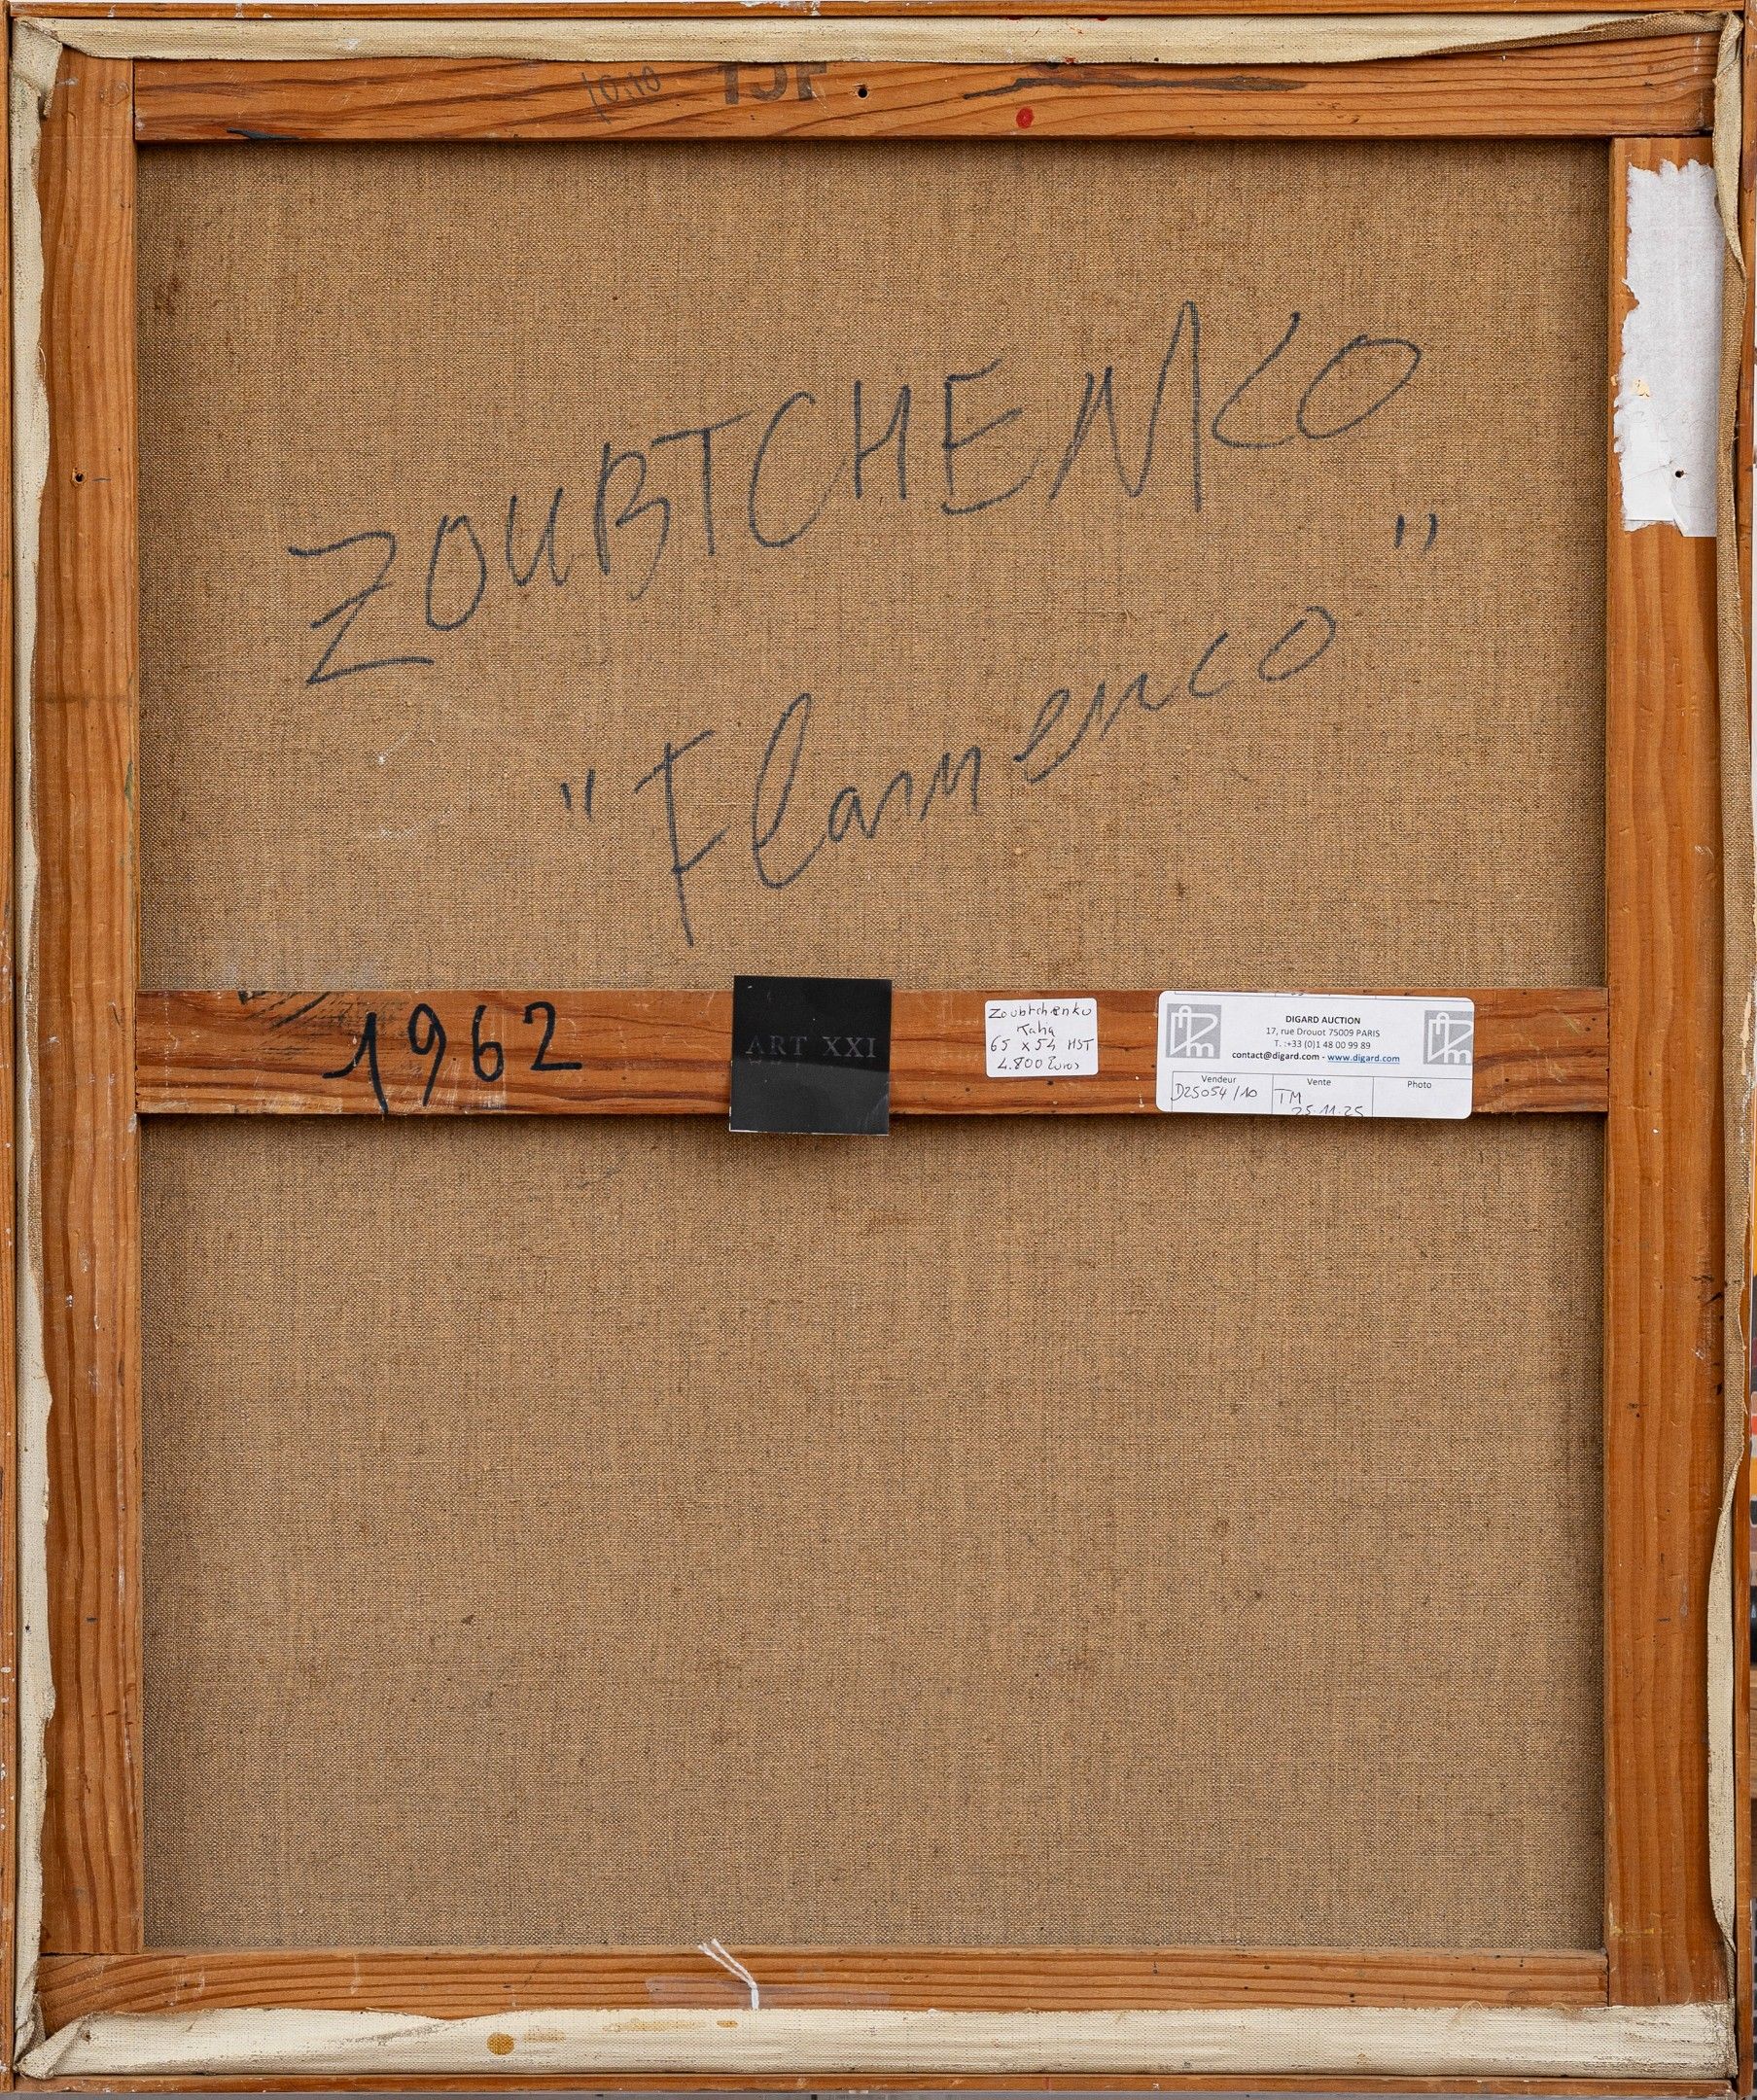 10.10
ZOUBTCHENKO
"Flamenco"
1962
ART XXI
Zoubtchenko
Katia
65 x 54 HST
4.800 Euros
DIGARD AUCTION
17, rue Drouot 75009 PARIS
T. :+33 (0)1 48 00 99 89
contact@digard.com - www.digard.com
Vendeur Vente Photo
D25054/10 TM
25.11.25